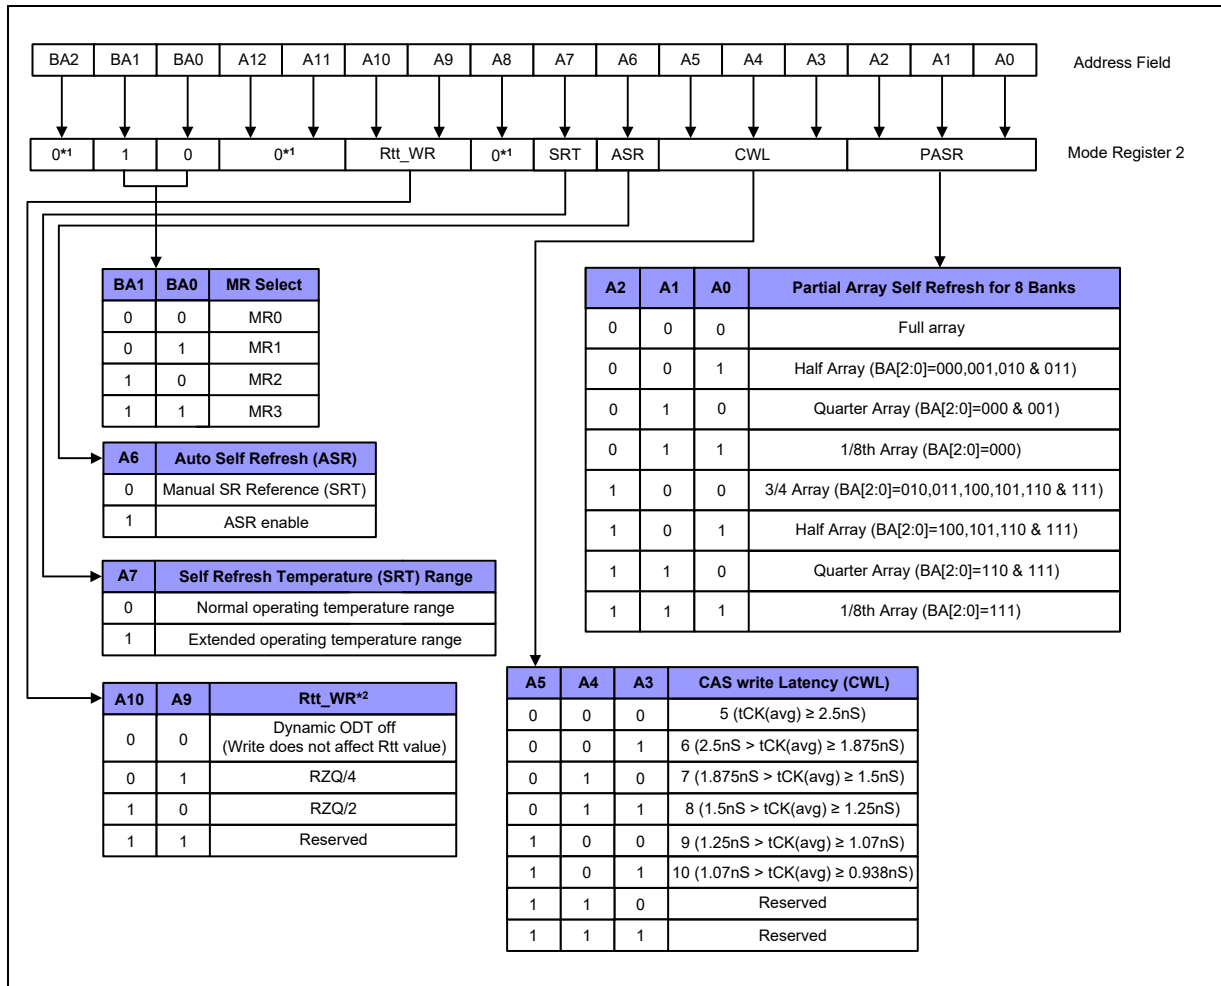 BA2 BA1 BA0 A12 A11 A10 A9 A8 A7 A6 A5 A4 A3 A2 A1 A0 Address Field
0*1 1 0 0*1 Rtt_WR 0*1 SRT ASR CWL PASR Mode Register 2
BA1 BA0 MR Select
0 0 MR0
0 1 MR1
1 0 MR2
1 1 MR3
A6 Auto Self Refresh (ASR)
0 Manual SR Reference (SRT)
1 ASR enable
A7 Self Refresh Temperature (SRT) Range
0 Normal operating temperature range
1 Extended operating temperature range
A10 A9 Rtt_WR*2
0 0 Dynamic ODT off
(Write does not affect Rtt value)
0 1 RZQ/4
1 0 RZQ/2
1 1 Reserved
A2 A1 A0 Partial Array Self Refresh for 8 Banks
0 0 0 Full array
0 0 1 Half Array (BA[2:0]=000,001,010 & 011)
0 1 0 Quarter Array (BA[2:0]=000 & 001)
0 1 1 1/8th Array (BA[2:0]=000)
1 0 0 3/4 Array (BA[2:0]=010,011,100,101,110 & 111)
1 0 1 Half Array (BA[2:0]=100,101,110 & 111)
1 1 0 Quarter Array (BA[2:0]=110 & 111)
1 1 1 1/8th Array (BA[2:0]=111)
A5 A4 A3 CAS write Latency (CWL)
0 0 0 5 (tCK(avg) ≥ 2.5nS)
0 0 1 6 (2.5nS > tCK(avg) ≥ 1.875nS)
0 1 0 7 (1.875nS > tCK(avg) ≥ 1.5nS)
0 1 1 8 (1.5nS > tCK(avg) ≥ 1.25nS)
1 0 0 9 (1.25nS > tCK(avg) ≥ 1.07nS)
1 0 1 10 (1.07nS > tCK(avg) ≥ 0.938nS)
1 1 0 Reserved
1 1 1 Reserved